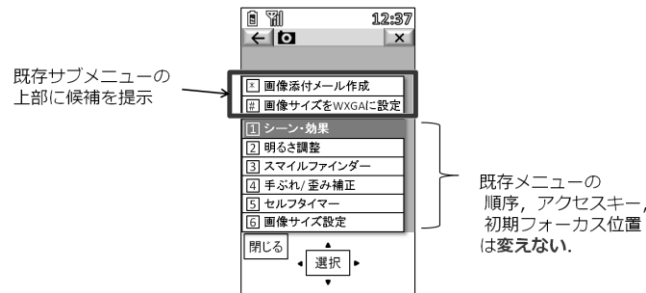 12:37
既存サブメニューの
上部に候補を提示
* 画像添付メール作成
# 画像サイズをWXGAに設定
1 シーン・効果
2 明るさ調整
3 スマイルファインダー
4 手ぶれ/歪み補正
5 セルフタイマー
6 画像サイズ設定
既存メニューの
順序，アクセスキー，
初期フォーカス位置
は変えない．
閉じる
選択